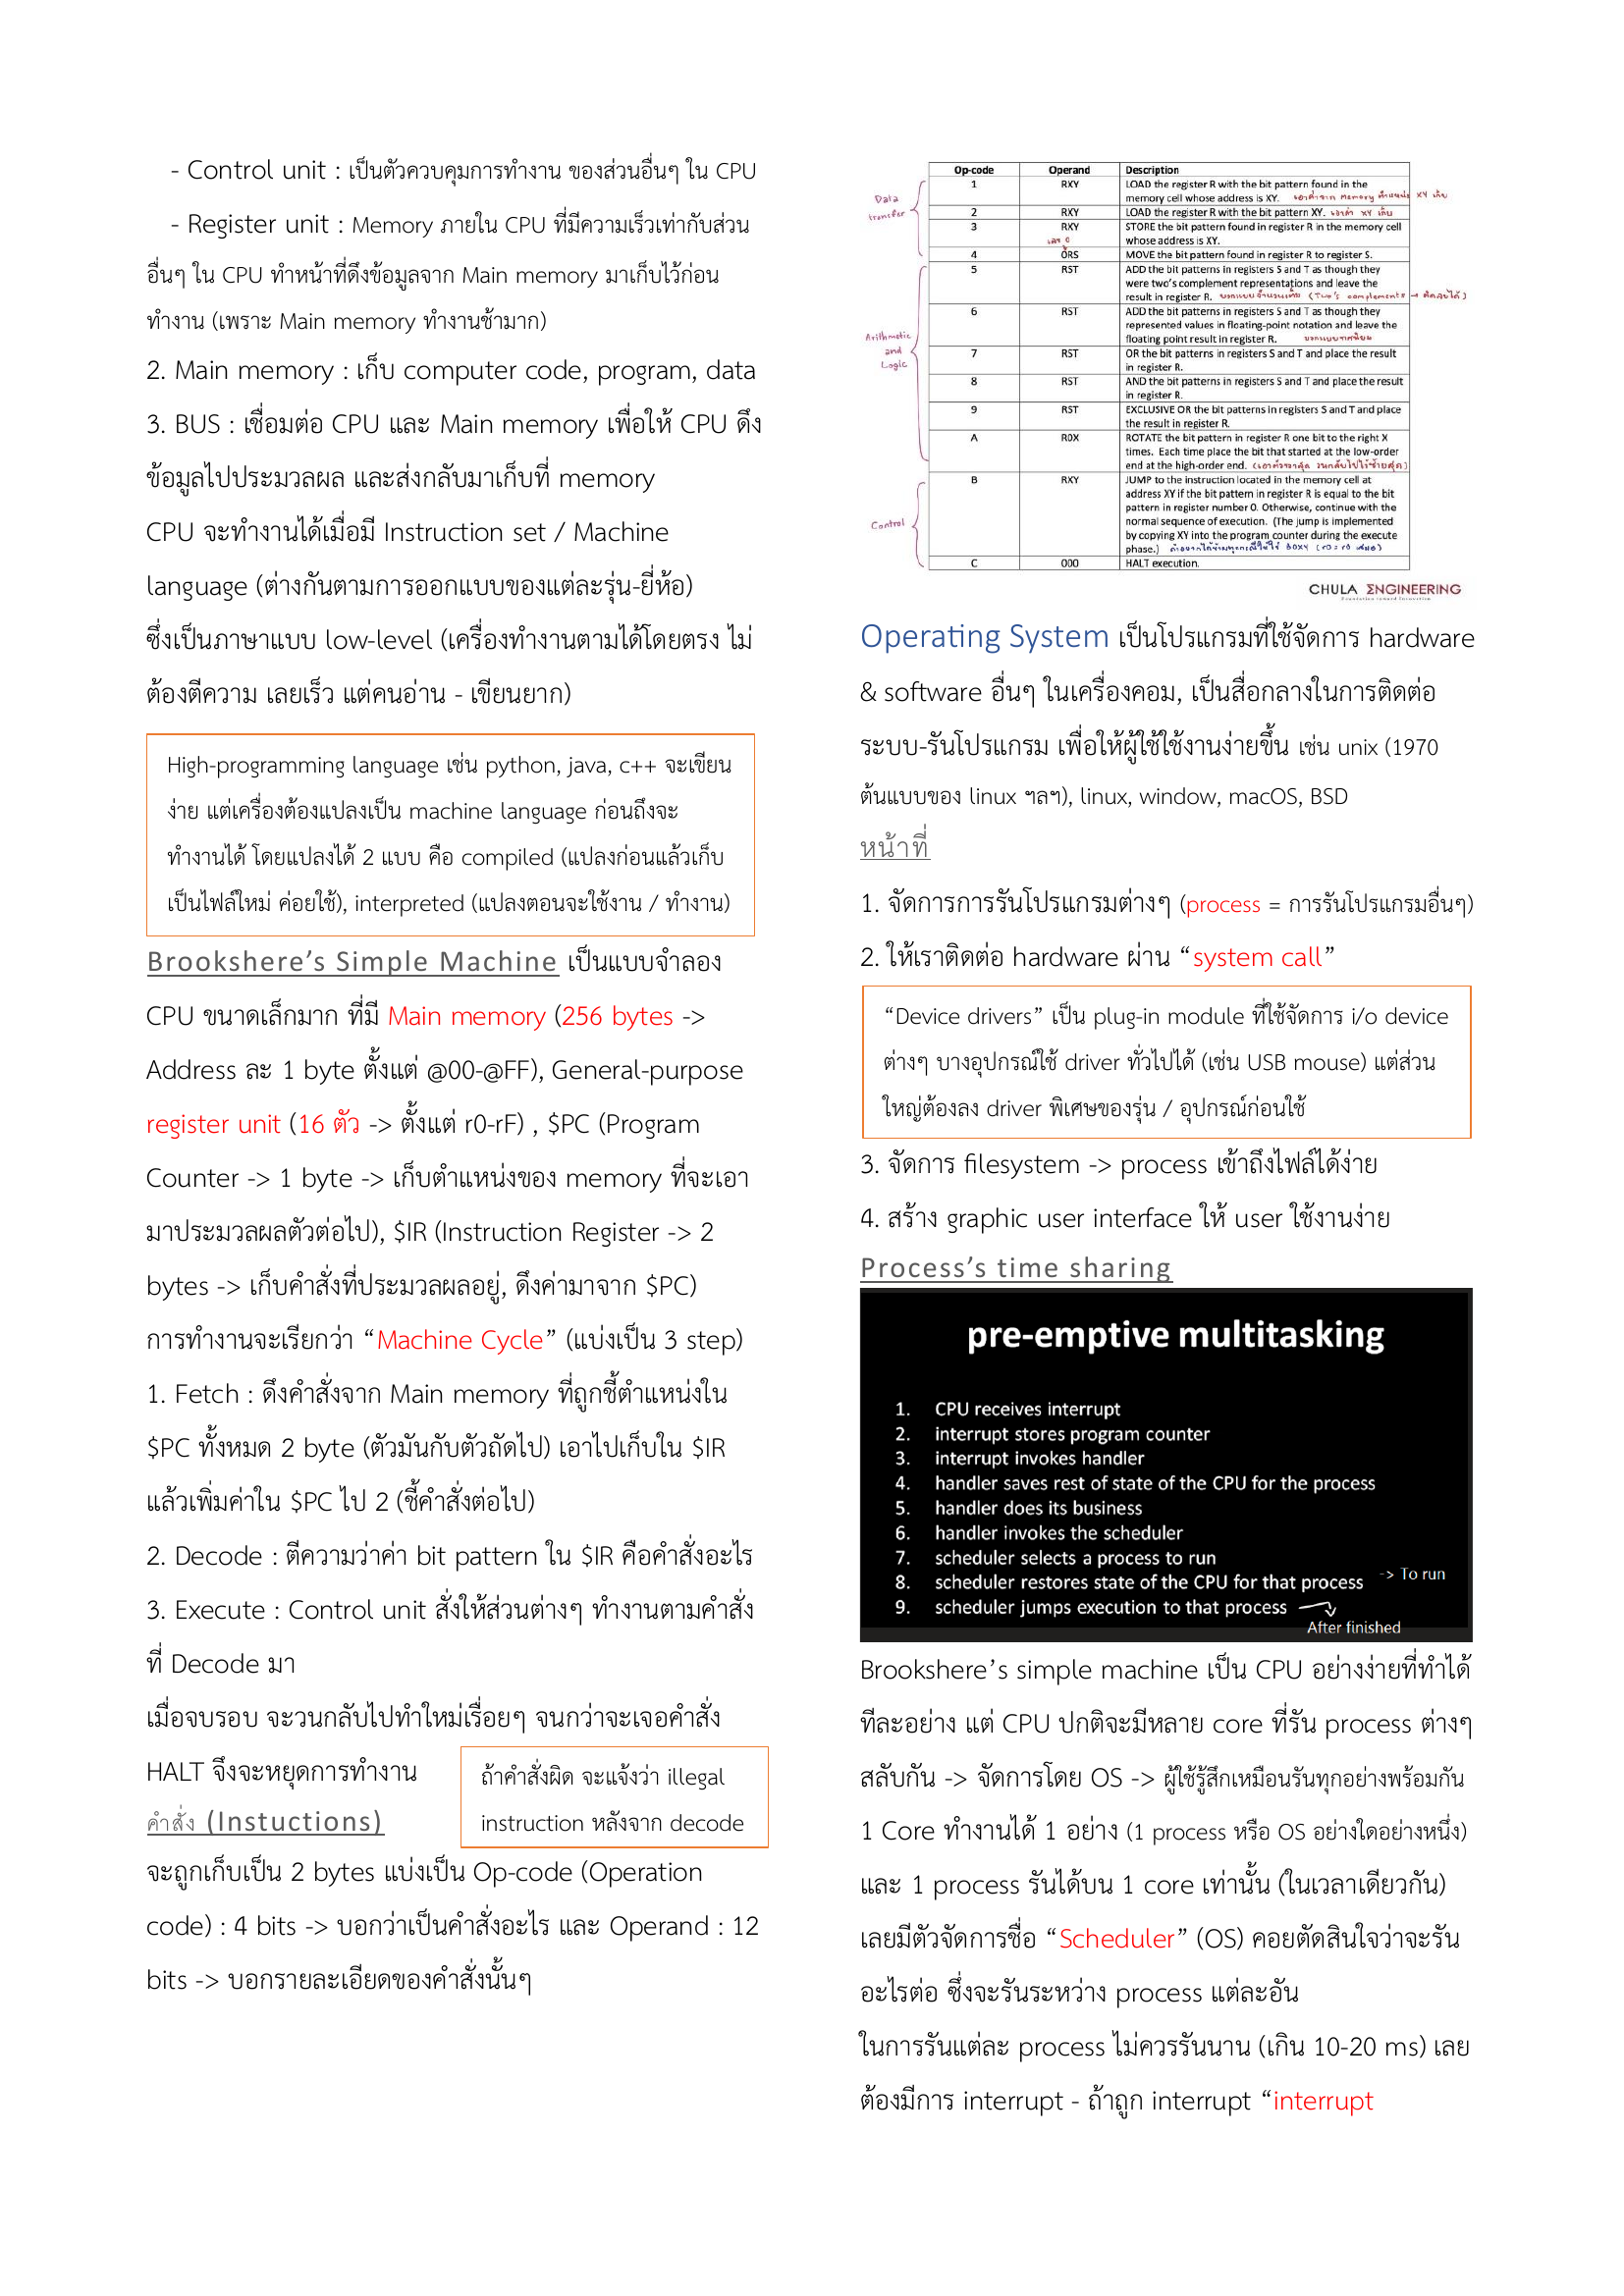 - Control unit : เป็นตัวควบคุมการทำงาน ของส่วนอื่นๆ ใน CPU
- Register unit : Memory ภายใน CPU ที่มีความเร็วเท่ากับส่วน
อื่นๆ ใน CPU ทำหน้าที่ดึงข้อมูลจาก Main memory มาเก็บไว้ก่อน
ทำงาน (เพราะ Main memory ทำงานช้ามาก)
2. Main memory : เก็บ computer code, program, data
3. BUS : เชื่อมต่อ CPU และ Main memory เพื่อให้ CPU ดึง
ข้อมูลไปประมวลผล และส่งกลับมาเก็บที่ memory
CPU จะทำงานได้เมื่อมี Instruction set / Machine
language (ต่างกันตามการออกแบบของแต่ละรุ่น-ยี่ห้อ)
ซึ่งเป็นภาษาแบบ low-level (เครื่องทำงานตามได้โดยตรง ไม่
ต้องตีความ เลยเร็ว แต่คนอ่าน - เขียนยาก)
High-programming language เช่น python, java, c++ จะเขียน
ง่าย แต่เครื่องต้องแปลงเป็น machine language ก่อนถึงจะ
ทำงานได้ โดยแปลงได้ 2 แบบ คือ compiled (แปลงก่อนแล้วเก็บ
เป็นไฟล์ใหม่ ค่อยใช้), interpreted (แปลงตอนจะใช้งาน / ทำงาน)
Brookshere’s Simple Machine เป็นแบบจำลอง
CPU ขนาดเล็กมาก ที่มี Main memory (256 bytes ->
Address ละ 1 byte ตั้งแต่ @00-@FF), General-purpose
register unit (16 ตัว -> ตั้งแต่ r0-rF) , $PC (Program
Counter -> 1 byte -> เก็บตำแหน่งของ memory ที่จะเอา
มาประมวลผลตัวต่อไป), $IR (Instruction Register -> 2
bytes -> เก็บคำสั่งที่ประมวลผลอยู่, ดึงค่ามาจาก $PC)
การทำงานจะเรียกว่า “Machine Cycle” (แบ่งเป็น 3 step)
1. Fetch : ดึงคำสั่งจาก Main memory ที่ถูกชี้ตำแหน่งใน
$PC ทั้งหมด 2 byte (ตัวมันกับตัวถัดไป) เอาไปเก็บใน $IR
แล้วเพิ่มค่าใน $PC ไป 2 (ชี้คำสั่งต่อไป)
2. Decode : ตีความว่าค่า bit pattern ใน $IR คือคำสั่งอะไร
3. Execute : Control unit สั่งให้ส่วนต่างๆ ทำงานตามคำสั่ง
ที่ Decode มา
เมื่อจบรอบ จะวนกลับไปทำใหม่เรื่อยๆ จนกว่าจะเจอคำสั่ง
HALT จึงจะหยุดการทำงาน
ถ้าคำสั่งผิด จะแจ้งว่า illegal
instruction หลังจาก decode
คำสั่ง (Instuctions)
จะถูกเก็บเป็น 2 bytes แบ่งเป็น Op-code (Operation
code) : 4 bits -> บอกว่าเป็นคำสั่งอะไร และ Operand : 12
bits -> บอกรายละเอียดของคำสั่งนั้นๆ
Op-code Operand Description
Data transfer
1 RXY LOAD the register R with the bit pattern found in the
memory cell whose address is XY.
2 RXY LOAD the register R with the bit pattern XY. เอาค่า XY เก็บ
3 RXY STORE the bit pattern found in register R in the memory cell
whose address is XY.
เลข 0
4 0RS MOVE the bit pattern found in register R to register S.
Arithmetic and Logic
5 RST ADD the bit patterns in registers S and T as though they
were two’s complement representations and leave the
result in register R.
6 RST ADD the bit patterns in registers S and T as though they
represented values in floating-point notation and leave the
floating point result in register R. บวกแบบทศนิยม
7 RST OR the bit patterns in registers S and T and place the result
in register R.
8 RST AND the bit patterns in registers S and T and place the result
in register R.
9 RST EXCLUSIVE OR the bit patterns in registers S and T and place
the result in register R.
A R0X ROTATE the bit pattern in register R one bit to the right X
times. Each time place the bit that started at the low-order
end at the high-order end.
Control
B RXY JUMP to the instruction located in the memory cell at
address XY if the bit pattern in register R is equal to the bit
pattern in register number 0. Otherwise, continue with the
normal sequence of execution. (The jump is implemented
by copying XY into the program counter during the execute
phase.)
C 000 HALT execution.
CHULA ΣNGINEERING
Operating System เป็นโปรแกรมที่ใช้จัดการ hardware
& software อื่นๆ ในเครื่องคอม, เป็นสื่อกลางในการติดต่อ
ระบบ-รันโปรแกรม เพื่อให้ผู้ใช้ใช้งานง่ายขึ้น เช่น unix (1970
ต้นแบบของ linux ฯลฯ), linux, window, macOS, BSD
หน้าที่
1. จัดการการรันโปรแกรมต่างๆ (process = การรันโปรแกรมอื่นๆ)
2. ให้เราติดต่อ hardware ผ่าน “system call”
“Device drivers” เป็น plug-in module ที่ใช้จัดการ i/o device
ต่างๆ บางอุปกรณ์ใช้ driver ทั่วไปได้ (เช่น USB mouse) แต่ส่วน
ใหญ่ต้องลง driver พิเศษของรุ่น / อุปกรณ์ก่อนใช้
3. จัดการ filesystem -> process เข้าถึงไฟล์ได้ง่าย
4. สร้าง graphic user interface ให้ user ใช้งานง่าย
Process’s time sharing
pre-emptive multitasking
1. CPU receives interrupt
2. interrupt stores program counter
3. interrupt invokes handler
4. handler saves rest of state of the CPU for the process
5. handler does its business
6. handler invokes the scheduler
7. scheduler selects a process to run
8. scheduler restores state of the CPU for that process -> To run
9. scheduler jumps execution to that process
After finished
Brookshere’s simple machine เป็น CPU อย่างง่ายที่ทำได้
ทีละอย่าง แต่ CPU ปกติจะมีหลาย core ที่รัน process ต่างๆ
สลับกัน -> จัดการโดย OS -> ผู้ใช้รู้สึกเหมือนรันทุกอย่างพร้อมกัน
1 Core ทำงานได้ 1 อย่าง (1 process หรือ OS อย่างใดอย่างหนึ่ง)
และ 1 process รันได้บน 1 core เท่านั้น (ในเวลาเดียวกัน)
เลยมีตัวจัดการชื่อ “Scheduler” (OS) คอยตัดสินใจว่าจะรัน
อะไรต่อ ซึ่งจะรันระหว่าง process แต่ละอัน
ในการรันแต่ละ process ไม่ควรรันนาน (เกิน 10-20 ms) เลย
ต้องมีการ interrupt - ถ้าถูก interrupt “interrupt